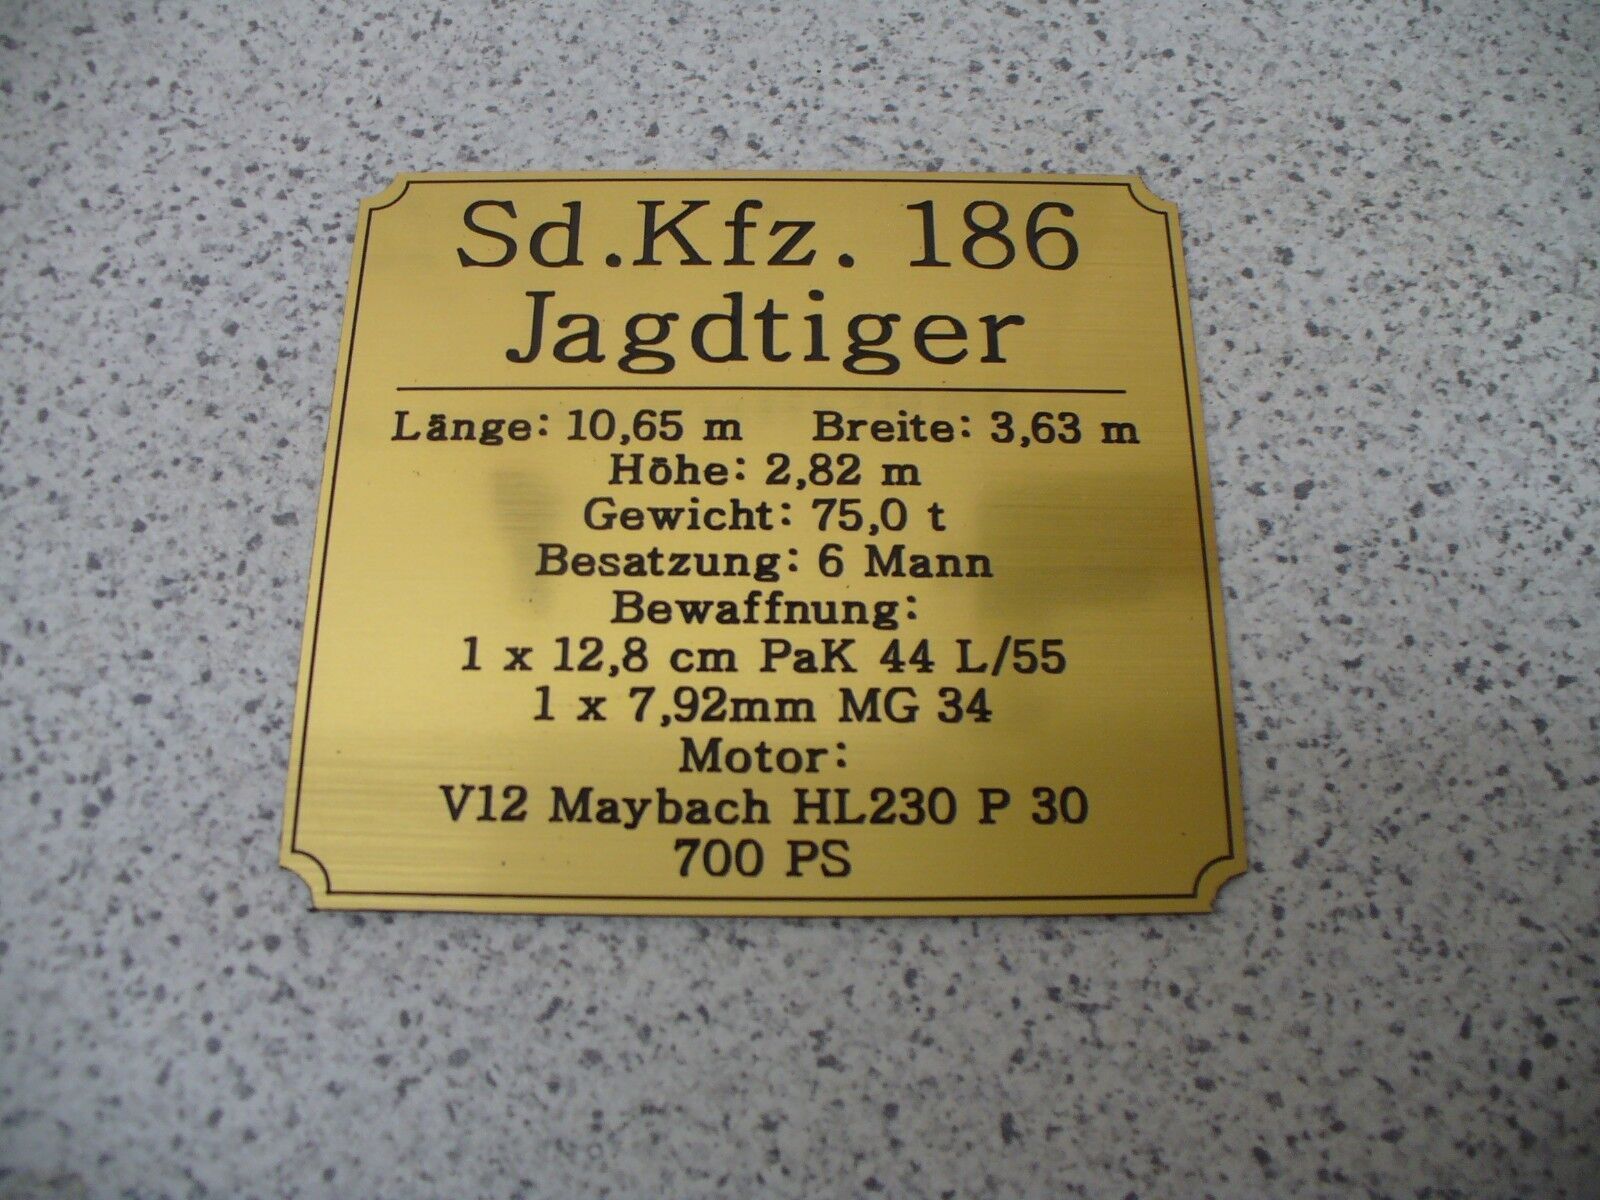 Sd.Kfz. 186
Jagdtiger
Länge: 10,65 m Breite: 3,63 m
Höhe: 2,82 m
Gewicht: 75,0 t
Besatzung: 6 Mann
Bewaffnung:
1 x 12,8 cm PaK 44 L/55
1 x 7,92mm MG 34
Motor:
V12 Maybach HL230 P 30
700 PS